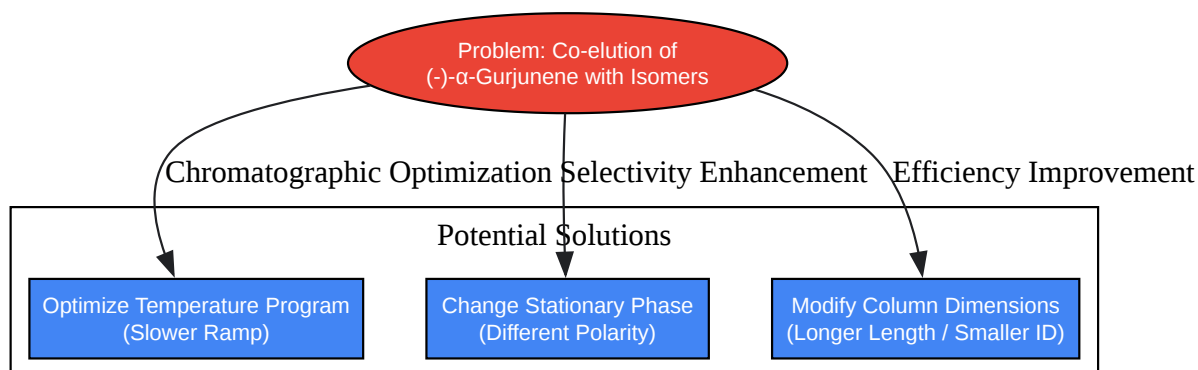 Problem: Co-elution of
(-)-α-Gurjunene with Isomers
Chromatographic Optimization
Selectivity Enhancement
Efficiency Improvement
Potential Solutions
Optimize Temperature Program
(Slower Ramp)
Change Stationary Phase
(Different Polarity)
Modify Column Dimensions
(Longer Length / Smaller ID)